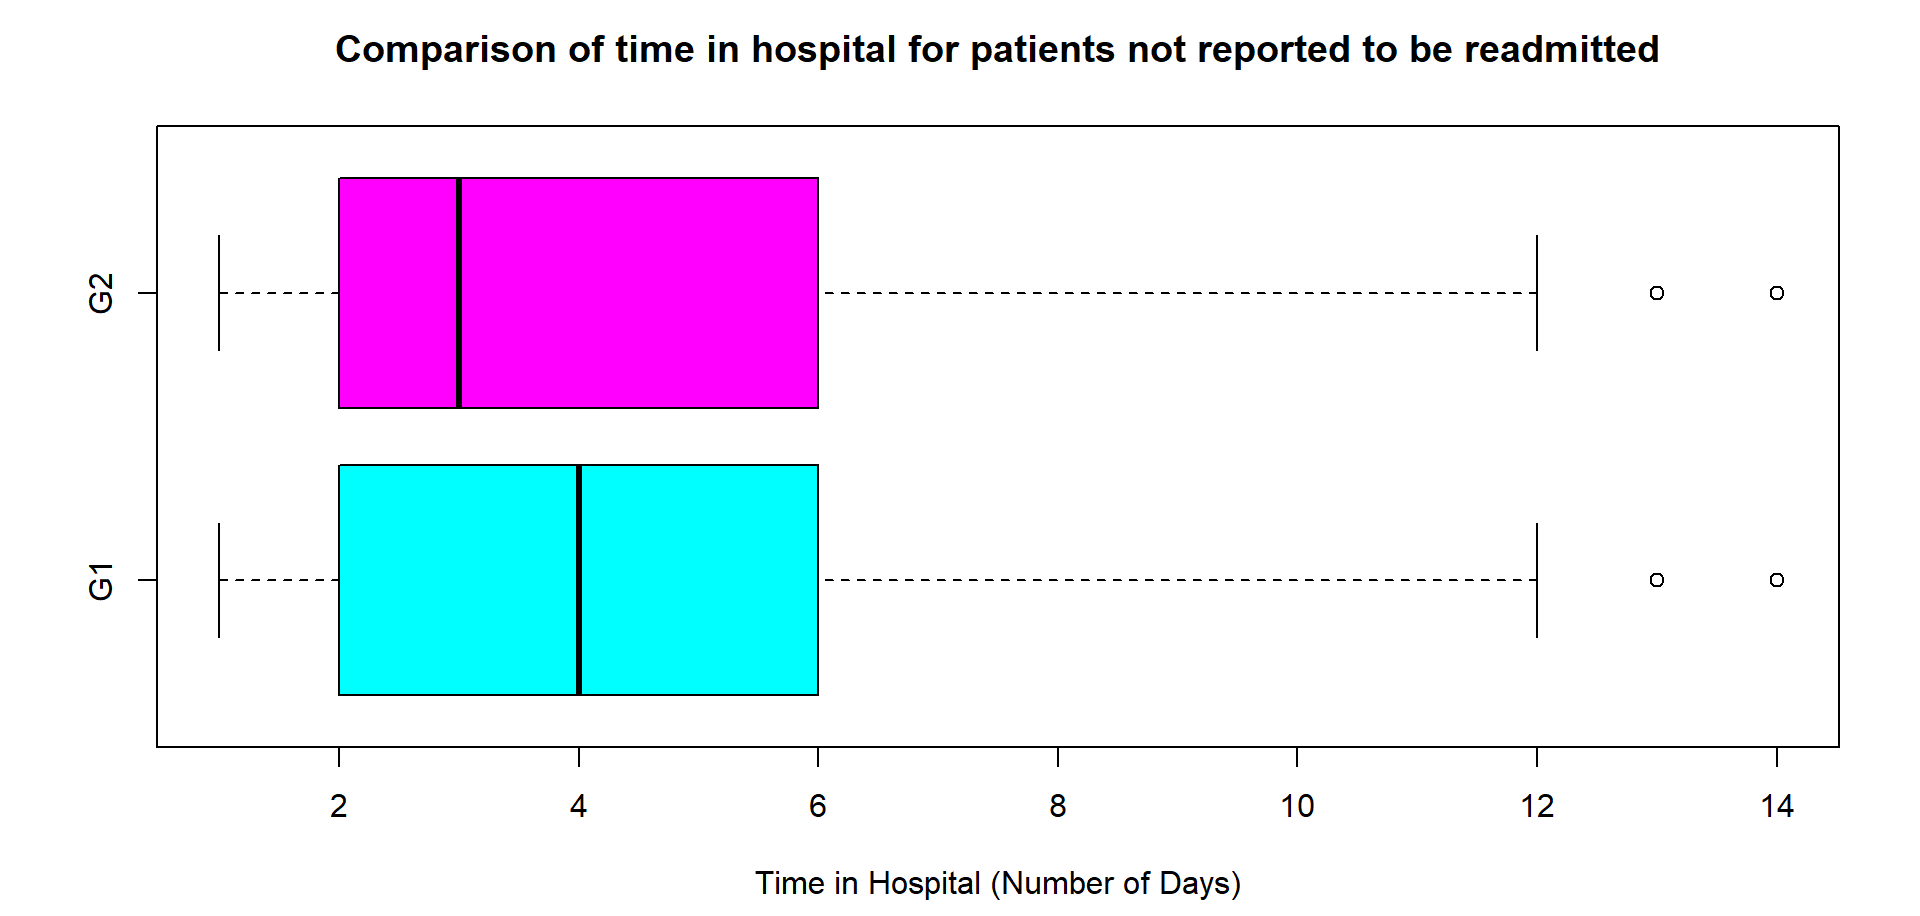 Comparison of time in hospital for patients not reported to be readmitted
G2
G1
2 4 6 8 10 12 14
Time in Hospital (Number of Days)